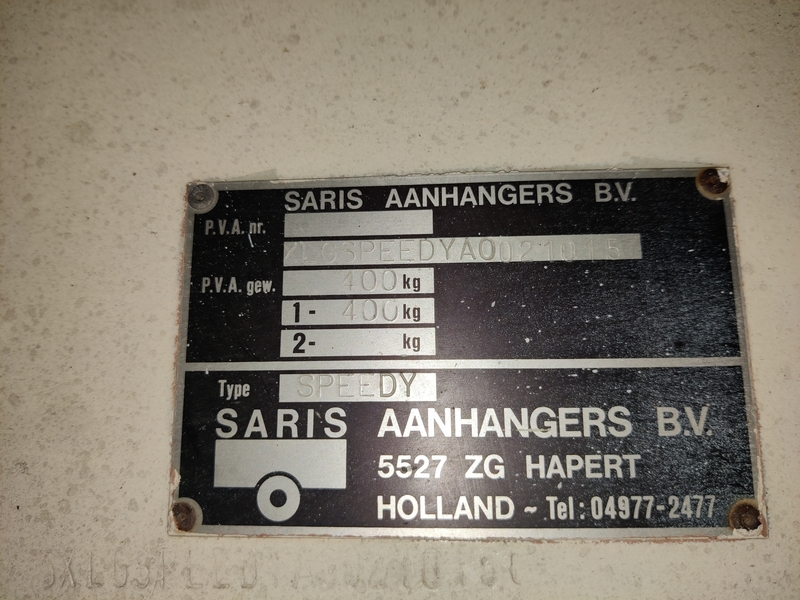 SARIS AANHANGERS B.V.
P.V.A. nr.
P.V.A. gew. 400 kg
1- 400 kg
2- kg
Type SPEEDY
SARIS AANHANGERS B.V.
5527 ZG HAPERT
HOLLAND ~ Tel: 04977-2477